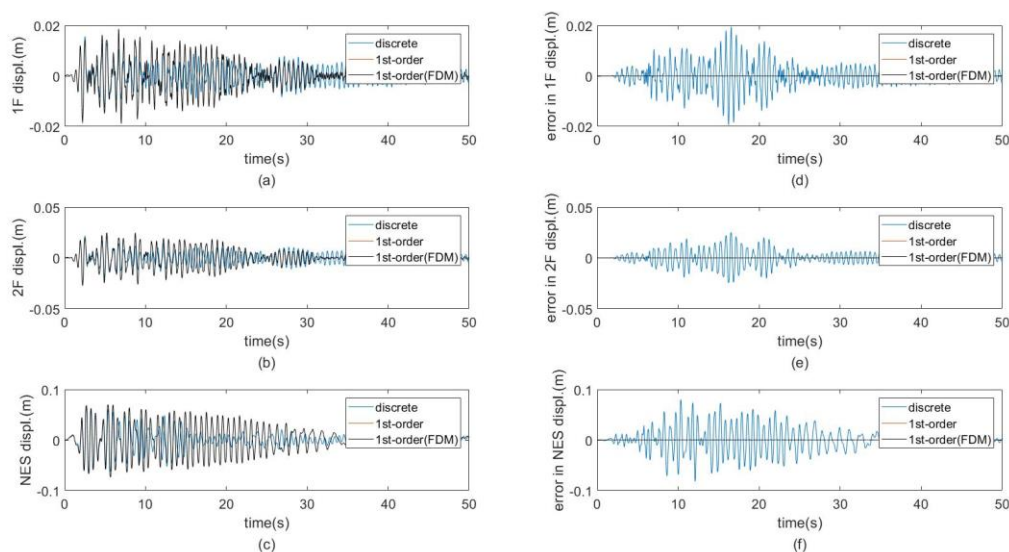 0.02
0
-0.02
1F displ.(m)
discrete
1st-order
1st-order(FDM)
0 10 20 30 40 50
time(s)
(a)
0.02
0
-0.02
error in 1F displ.(m)
discrete
1st-order
1st-order(FDM)
0 10 20 30 40 50
time(s)
(d)
0.05
0
-0.05
2F displ.(m)
discrete
1st-order
1st-order(FDM)
0 10 20 30 40 50
time(s)
(b)
0.05
0
-0.05
error in 2F displ.(m)
discrete
1st-order
1st-order(FDM)
0 10 20 30 40 50
time(s)
(e)
0.1
0
-0.1
NES displ.(m)
discrete
1st-order
1st-order(FDM)
0 10 20 30 40 50
time(s)
(c)
0.1
0
-0.1
error in NES displ.(m)
discrete
1st-order
1st-order(FDM)
0 10 20 30 40 50
time(s)
(f)